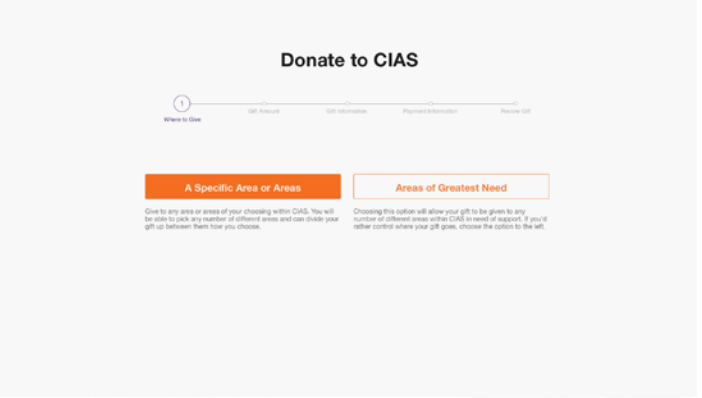 Donate to CIAS
1
Where to Give
Gift Amount
Gift Information
Payment Information
Review Gift
A Specific Area or Areas
Areas of Greatest Need
Give to any area or areas of your choosing within CIAS. You will
be able to pick any number of different areas and can divide your
gift up between them how you choose.
Choosing this option will allow your gift to be given to any
number of different areas within CIAS in need of support. If you'd
rather control where your gift goes, choose the option to the left.